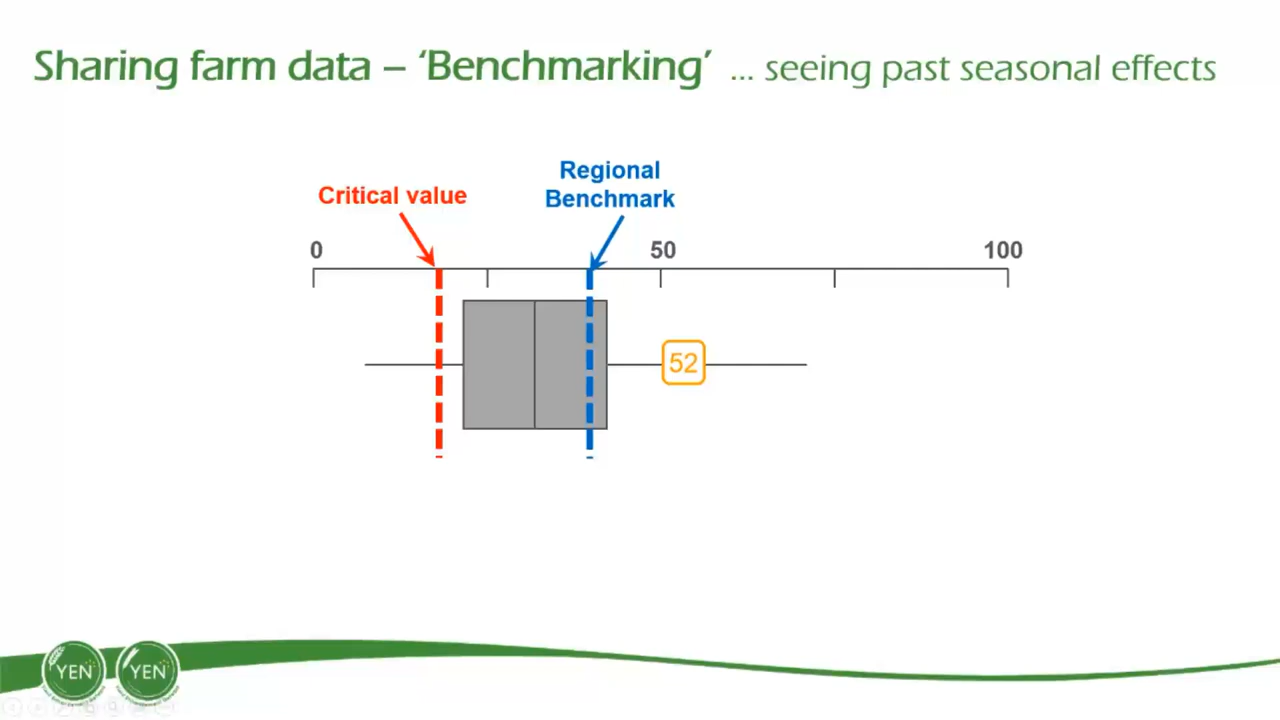 Sharing farm data – ‘Benchmarking’ ... seeing past seasonal effects
Regional
Benchmark
Critical value
0 50 100
52
YEN YEN